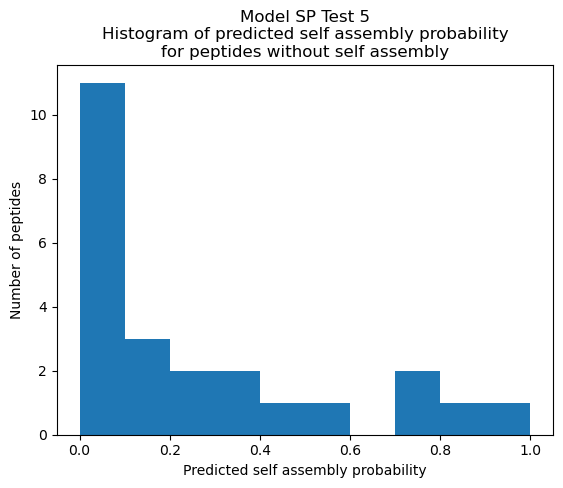 Model SP Test 5
Histogram of predicted self assembly probability
for peptides without self assembly
Number of peptides
10
8
6
4
2
0
0.0 0.2 0.4 0.6 0.8 1.0
Predicted self assembly probability